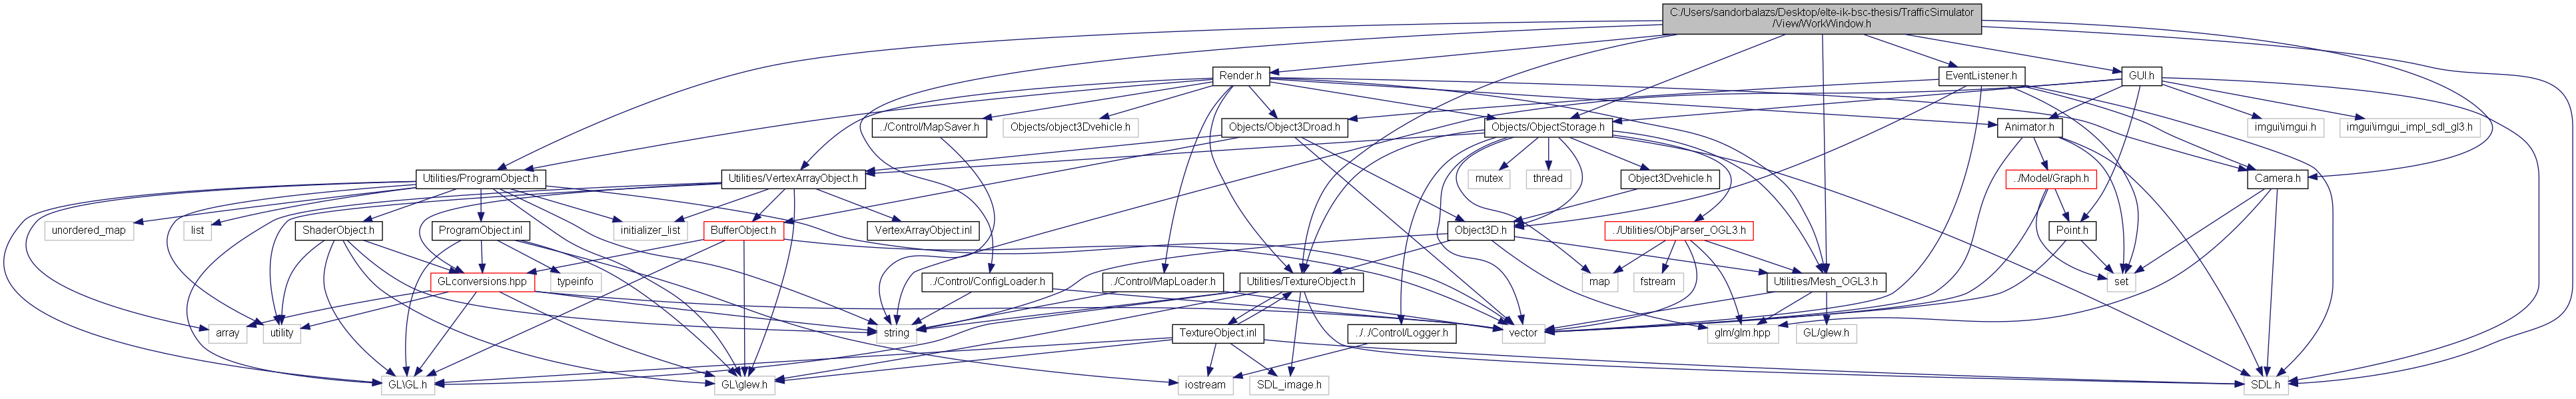 C:/Users/sandorbalazs/Desktop/elte-ik-bsc-thesis/TrafficSimulator
/View/WorkWindow.h
Render.h
EventListener.h
GUI.h
../Control/MapSaver.h
Objects/object3Dvehicle.h
Objects/Object3Droad.h
Objects/ObjectStorage.h
Animator.h
imgui\imgui.h
imgui\imgui_impl_sdl_gl3.h
Utilities/ProgramObject.h
Utilities/VertexArrayObject.h
mutex
thread
Object3Dvehicle.h
../Model/Graph.h
Camera.h
unordered_map
list
ShaderObject.h
ProgramObject.inl
initializer_list
BufferObject.h
VertexArrayObject.inl
Object3D.h
../Utilities/ObjParser_OGL3.h
Point.h
GLconversions.hpp
typeinfo
../Control/ConfigLoader.h
../Control/MapLoader.h
Utilities/TextureObject.h
map
fstream
Utilities/Mesh_OGL3.h
set
array
utility
string
TextureObject.inl
../../Control/Logger.h
vector
glm/glm.hpp
GL/glew.h
GL\GL.h
GL\glew.h
iostream
SDL_image.h
SDL.h